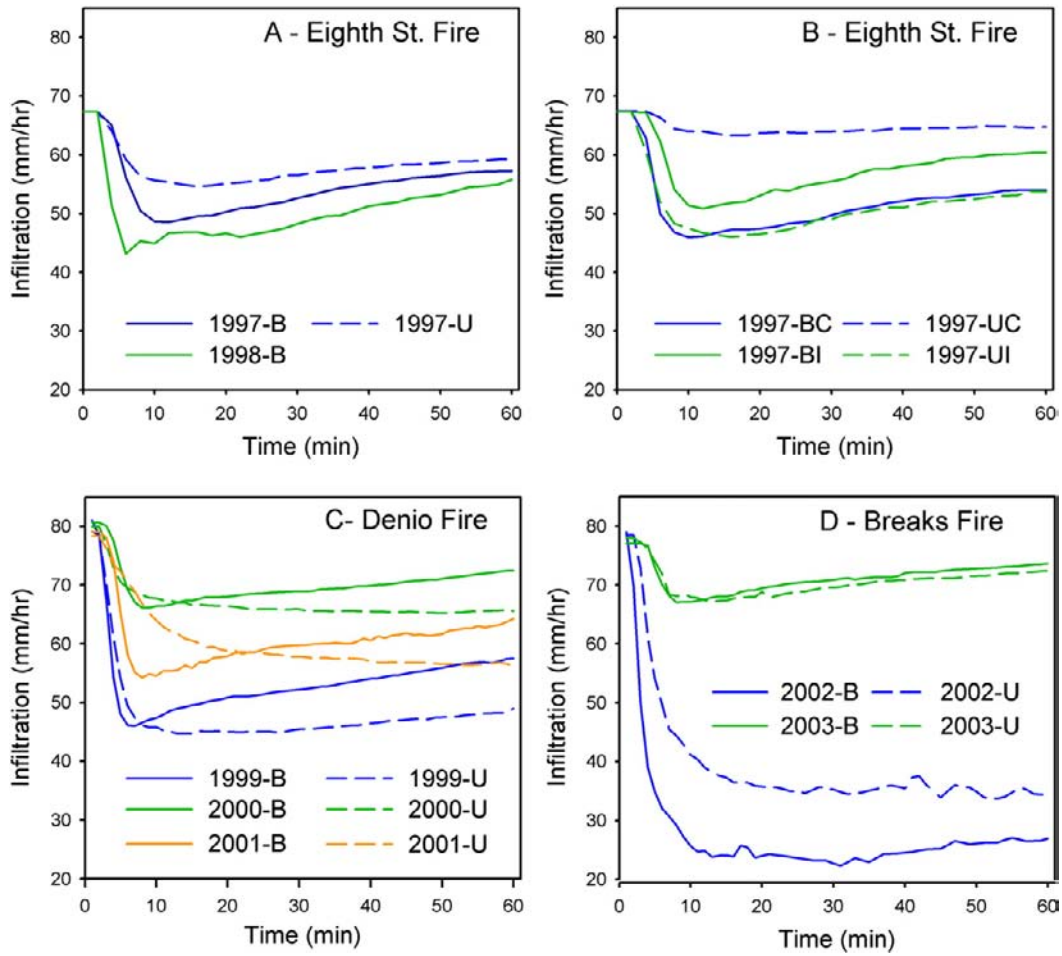 A - Eighth St. Fire
80
70
60
50
40
30
20
Infiltration (mm/hr)
1997-B 1997-U
1998-B
0 10 20 30 40 50 60
Time (min)
B - Eighth St. Fire
80
70
60
50
40
30
20
Infiltration (mm/hr)
1997-BC 1997-UC
1997-BI 1997-UI
0 10 20 30 40 50 60
Time (min)
C- Denio Fire
80
70
60
50
40
30
20
Infiltration (mm/hr)
1999-B 1999-U
2000-B 2000-U
2001-B 2001-U
0 10 20 30 40 50 60
Time (min)
D - Breaks Fire
80
70
60
50
40
30
20
Infiltration (mm/hr)
2002-B 2002-U
2003-B 2003-U
0 10 20 30 40 50 60
Time (min)